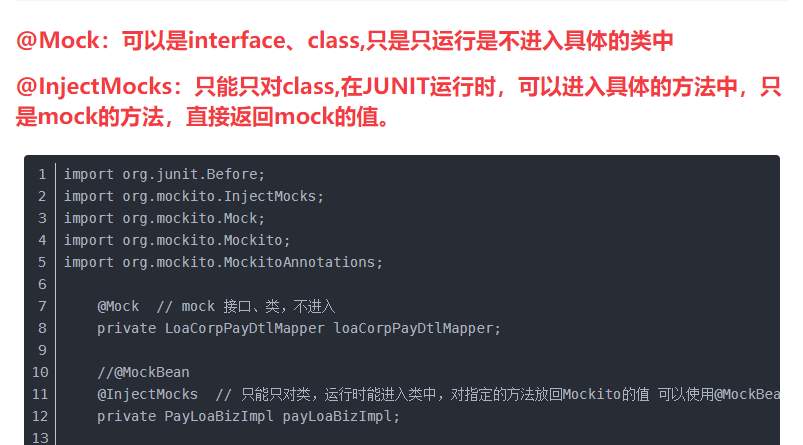 @Mock：可以是interface、class,只是只运行是不进入具体的类中
@InjectMocks：只能只对class,在JUNIT运行时，可以进入具体的方法中，只
是mock的方法，直接返回mock的值。
1 import org.junit.Before;
2 import org.mockito.InjectMocks;
3 import org.mockito.Mock;
4 import org.mockito.Mockito;
5 import org.mockito.MockitoAnnotations;
6
7 @Mock  // mock 接口、类，不进入
8 private LoaCorpPayDtlMapper loaCorpPayDtlMapper;
9
10 //@MockBean
11 @InjectMocks  // 只能只对类，运行时能进入类中，对指定的方法放回Mockito的值 可以使用@MockBea
12 private PayLoaBizImpl payLoaBizImpl;
13